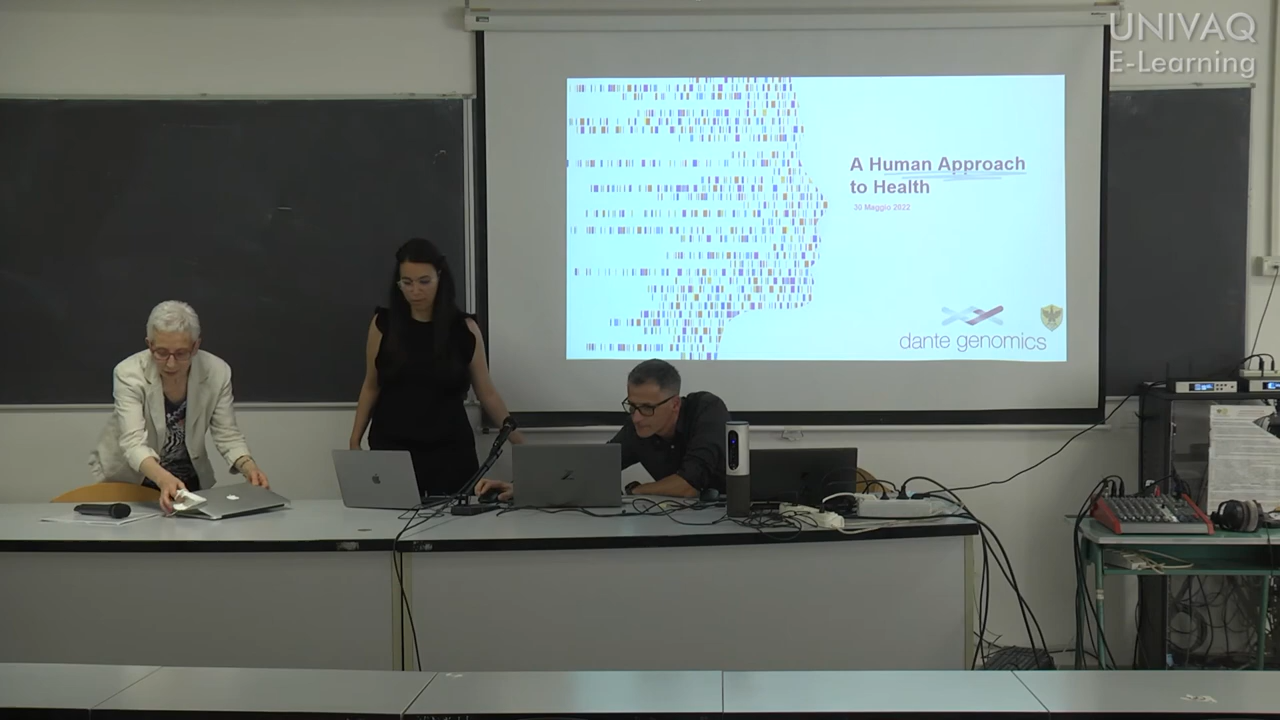 UNIVAQ
E-Learning
A Human Approach
to Health
30 Maggio 2022
dante genomics